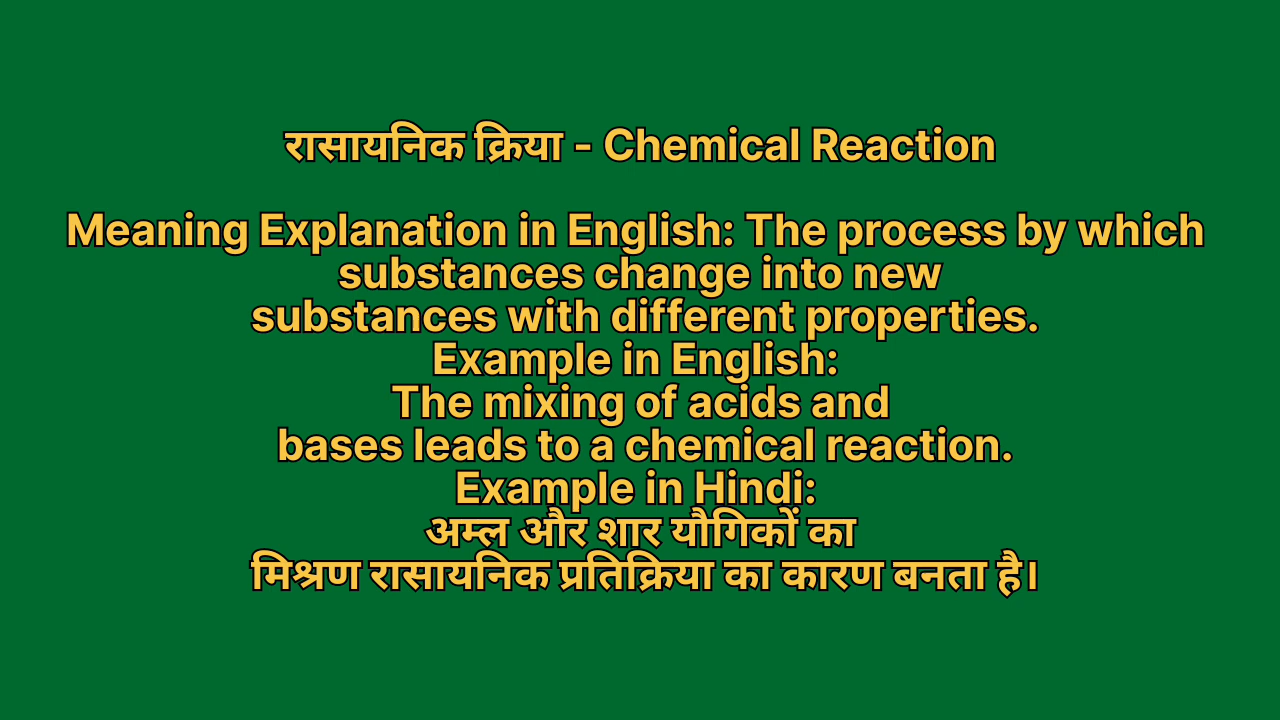 रासायनिक क्रिया - Chemical Reaction
Meaning Explanation in English: The process by which
substances change into new
substances with different properties.
Example in English:
The mixing of acids and
bases leads to a chemical reaction.
Example in Hindi:
अम्ल और शार यौगिकों का
मिश्रण रासायनिक प्रतिक्रिया का कारण बनता है।